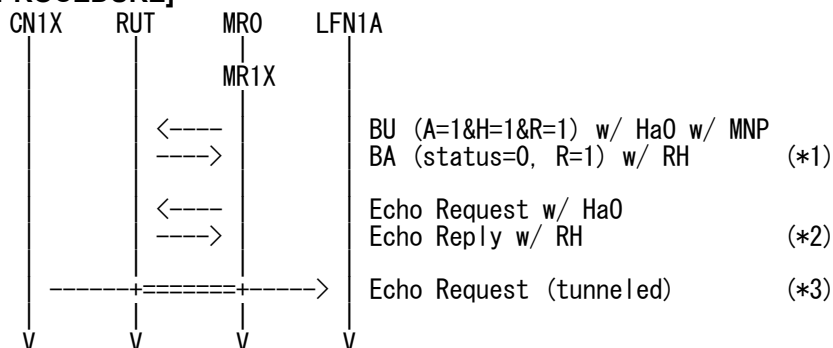 PROCEDURE]
CN1X RUT MR0 LFN1A
MR1X
<---- BU (A=1&H=1&R=1) w/ HaO w/ MNP
----> BA (status=0, R=1) w/ RH (*1)
<---- Echo Request w/ HaO
----> Echo Reply w/ RH (*2)
------+=======+-----> Echo Request (tunneled) (*3)
V V V V